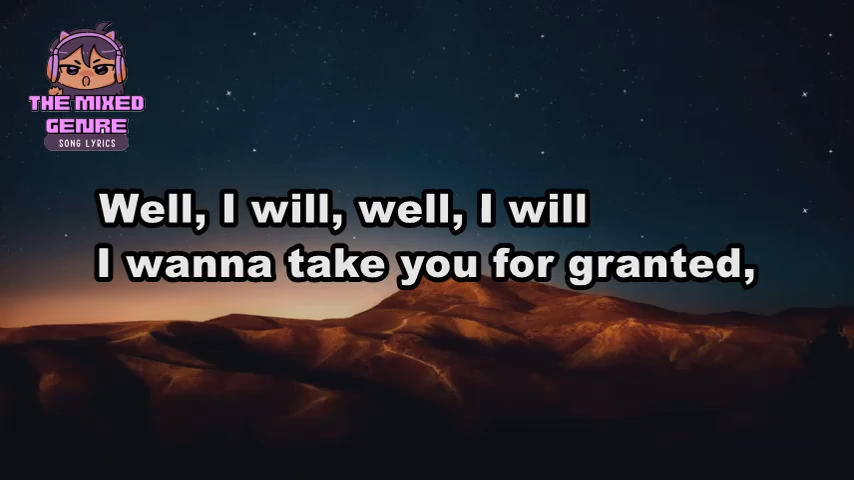 THE MIXED
GENRE
SONG LYRICS
Well, I will, well, I will
I wanna take you for granted,